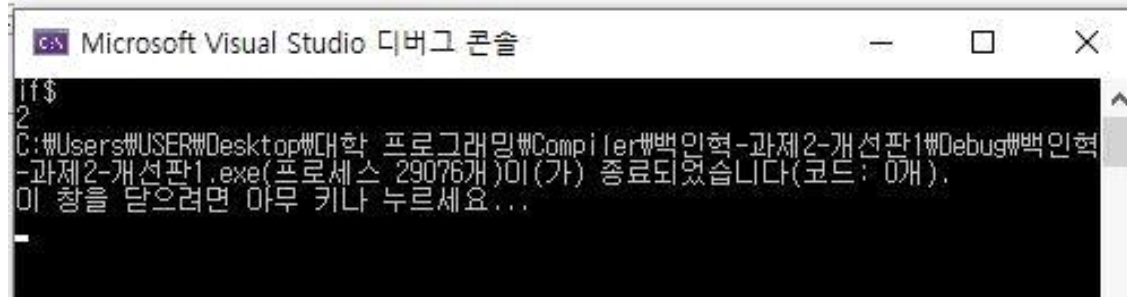 Microsoft Visual Studio 디버그 콘솔
if$
2
C:₩Users₩USER₩Desktop₩대학 프로그래밍₩Compiler₩백인혁-과제2-개선판1₩Debug₩백인혁
-과제2-개선판1.exe(프로세스 29076개)이(가) 종료되었습니다(코드: 0개).
이 창을 닫으려면 아무 키나 누르세요...